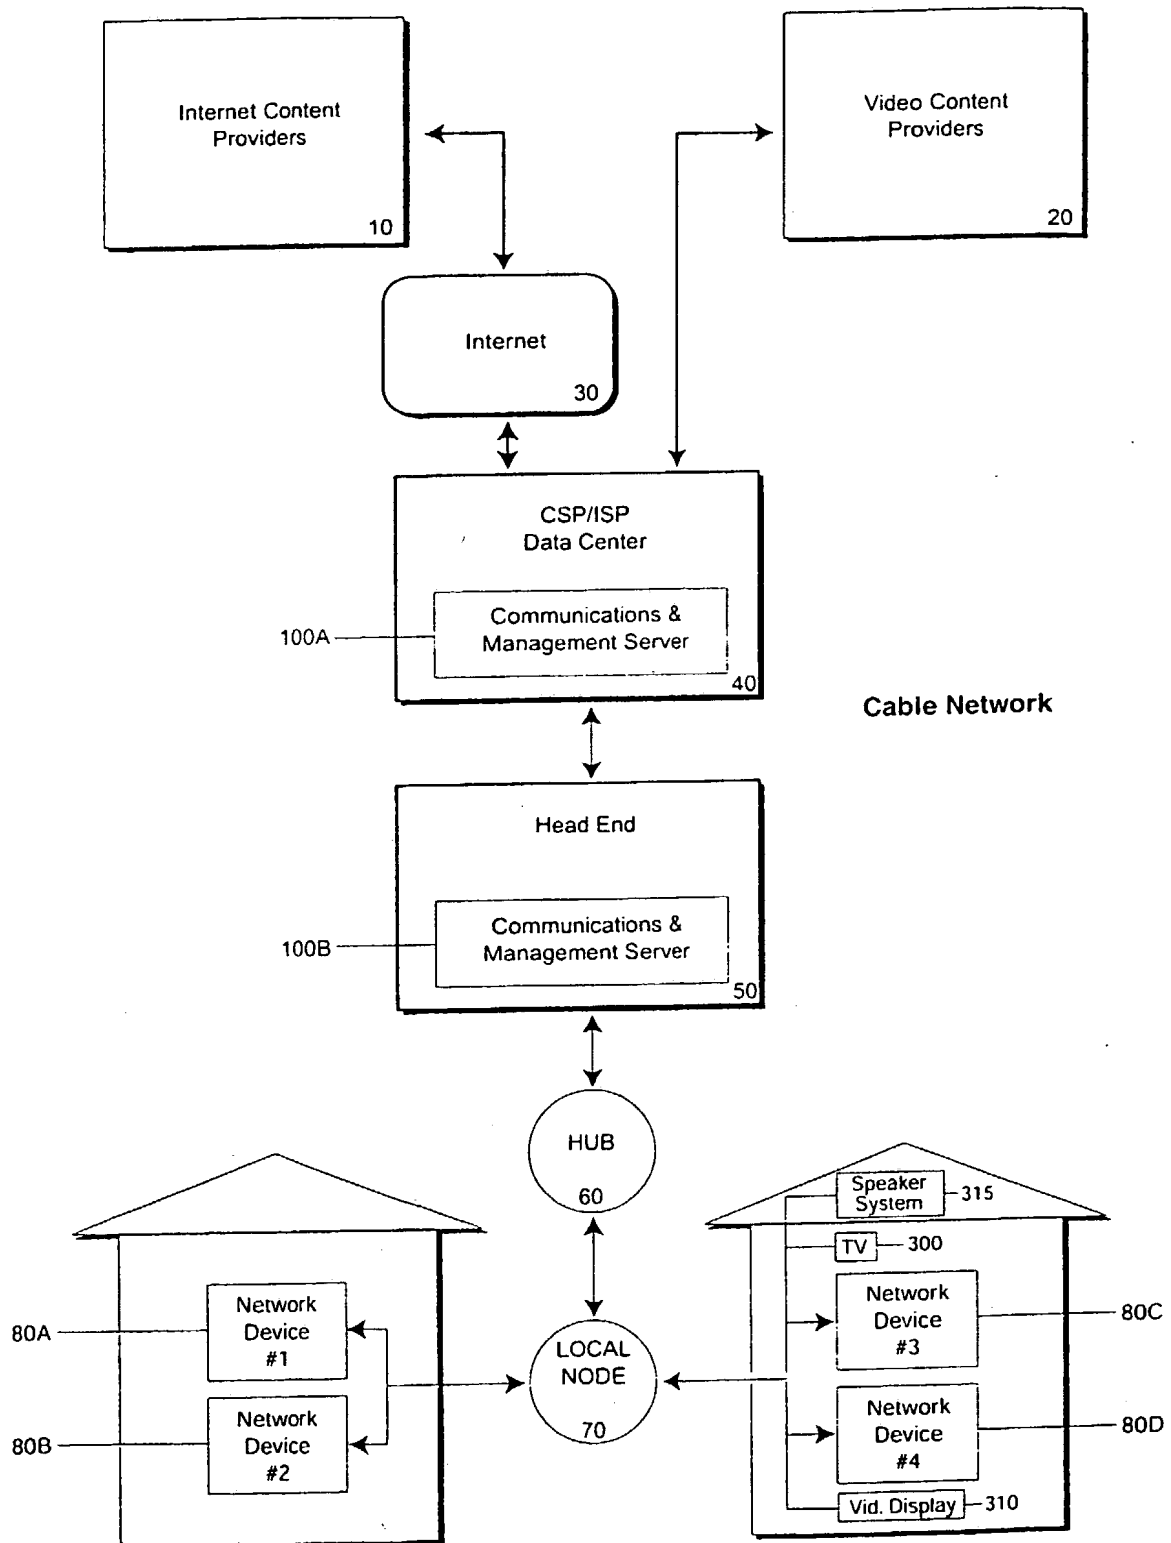 Internet Content
Providers
10
Video Content
Providers
20
Internet
30
CSP/ISP
Data Center
Communications &
Management Server
100A
40
Cable Network
Head End
Communications &
Management Server
100B
50
HUB
60
LOCAL
NODE
70
Network
Device
#1
80A
Network
Device
#2
80B
Speaker
System
315
TV
300
Network
Device
#3
80C
Network
Device
#4
80D
Vid. Display
310